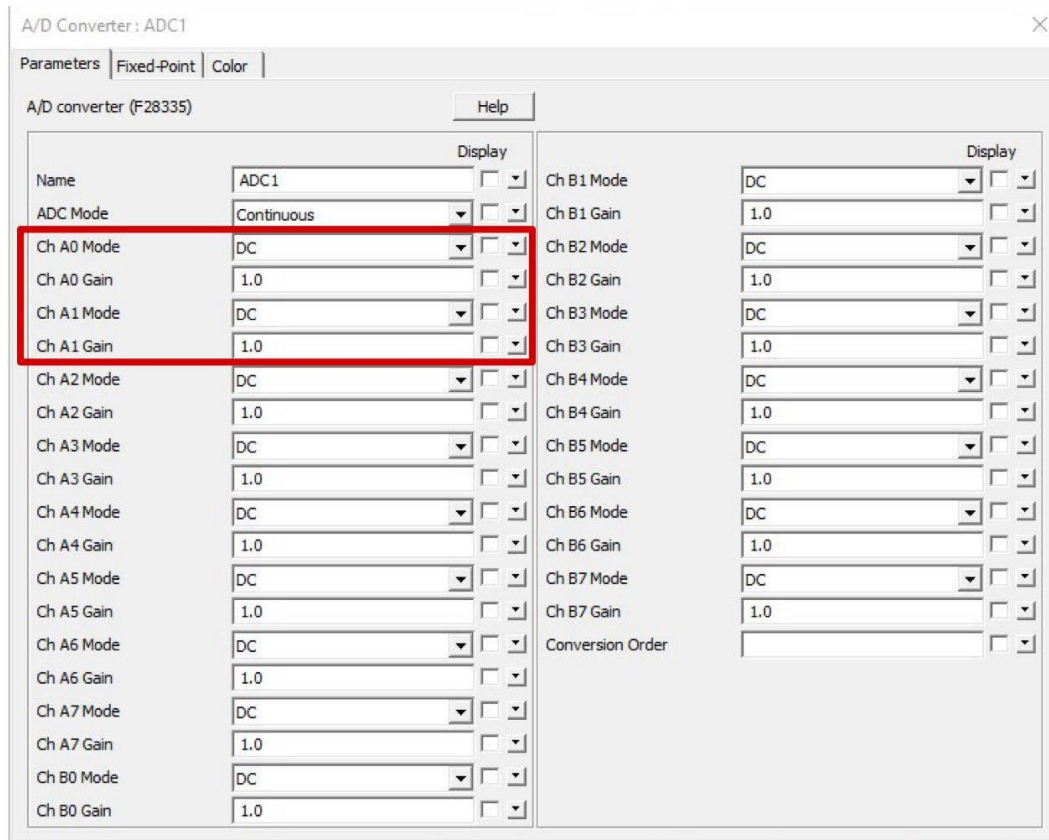 A/D Converter : ADC1
Parameters Fixed-Point Color
A/D converter (F28335) Help
Display
Name ADC1
ADC Mode Continuous
Ch A0 Mode DC
Ch A0 Gain 1.0
Ch A1 Mode DC
Ch A1 Gain 1.0
Ch A2 Mode DC
Ch A2 Gain 1.0
Ch A3 Mode DC
Ch A3 Gain 1.0
Ch A4 Mode DC
Ch A4 Gain 1.0
Ch A5 Mode DC
Ch A5 Gain 1.0
Ch A6 Mode DC
Ch A6 Gain 1.0
Ch A7 Mode DC
Ch A7 Gain 1.0
Ch B0 Mode DC
Ch B0 Gain 1.0
Display
Ch B1 Mode DC
Ch B1 Gain 1.0
Ch B2 Mode DC
Ch B2 Gain 1.0
Ch B3 Mode DC
Ch B3 Gain 1.0
Ch B4 Mode DC
Ch B4 Gain 1.0
Ch B5 Mode DC
Ch B5 Gain 1.0
Ch B6 Mode DC
Ch B6 Gain 1.0
Ch B7 Mode DC
Ch B7 Gain 1.0
Conversion Order